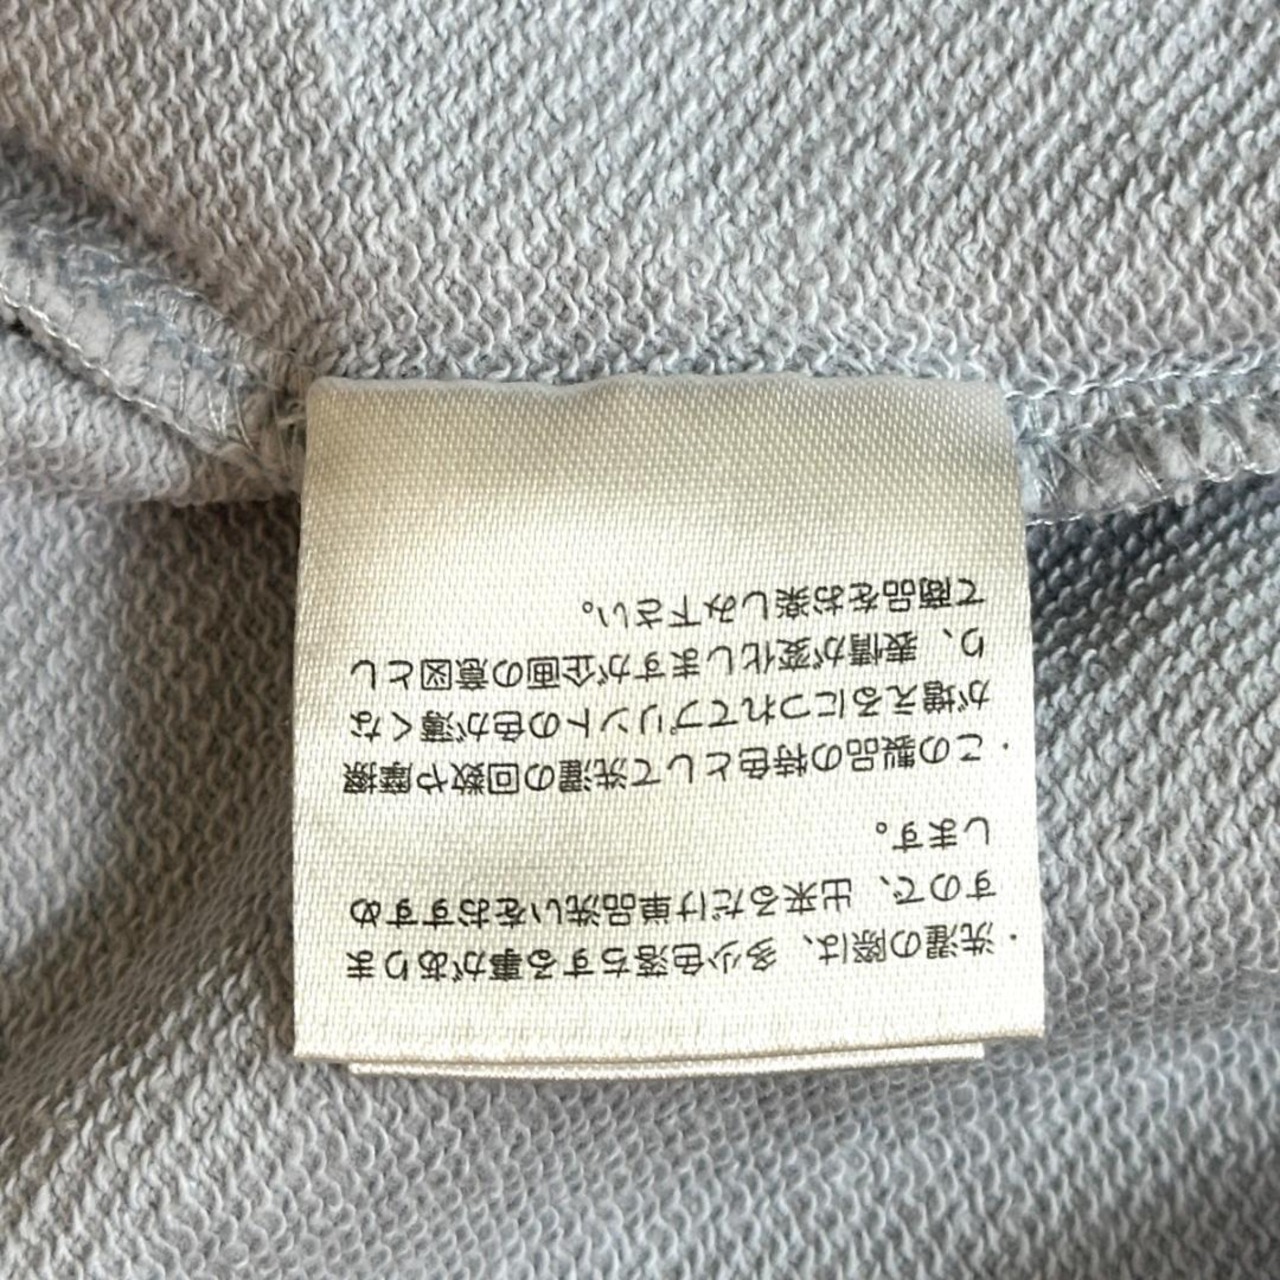 ・洗濯の際は、多少色落ちする事がありま
すので、出来るだけ単品洗いをおすすめ
します。
・この製品の特色として洗濯の回数や摩擦
が増えるにつれてプリントの色が薄くな
り、表情が変化しますが企画の意図とし
て商品をお楽しみ下さい。